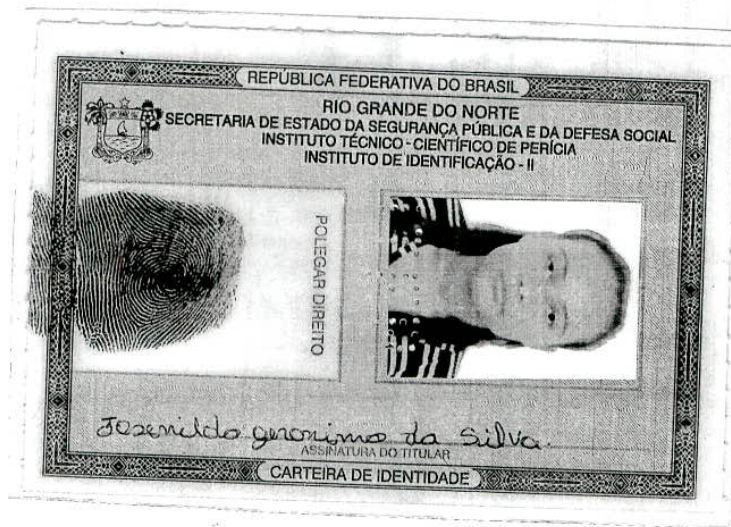 REPÚBLICA FEDERATIVA DO BRASIL
RIO GRANDE DO NORTE
SECRETARIA DE ESTADO DA SEGURANÇA PÚBLICA E DA DEFESA SOCIAL
INSTITUTO TÉCNICO - CIENTÍFICO DE PERÍCIA
INSTITUTO DE IDENTIFICAÇÃO - II
POLEGAR DIREITO
Josenildo geronimo da Silva.
ASSINATURA DO TITULAR
CARTEIRA DE IDENTIDADE